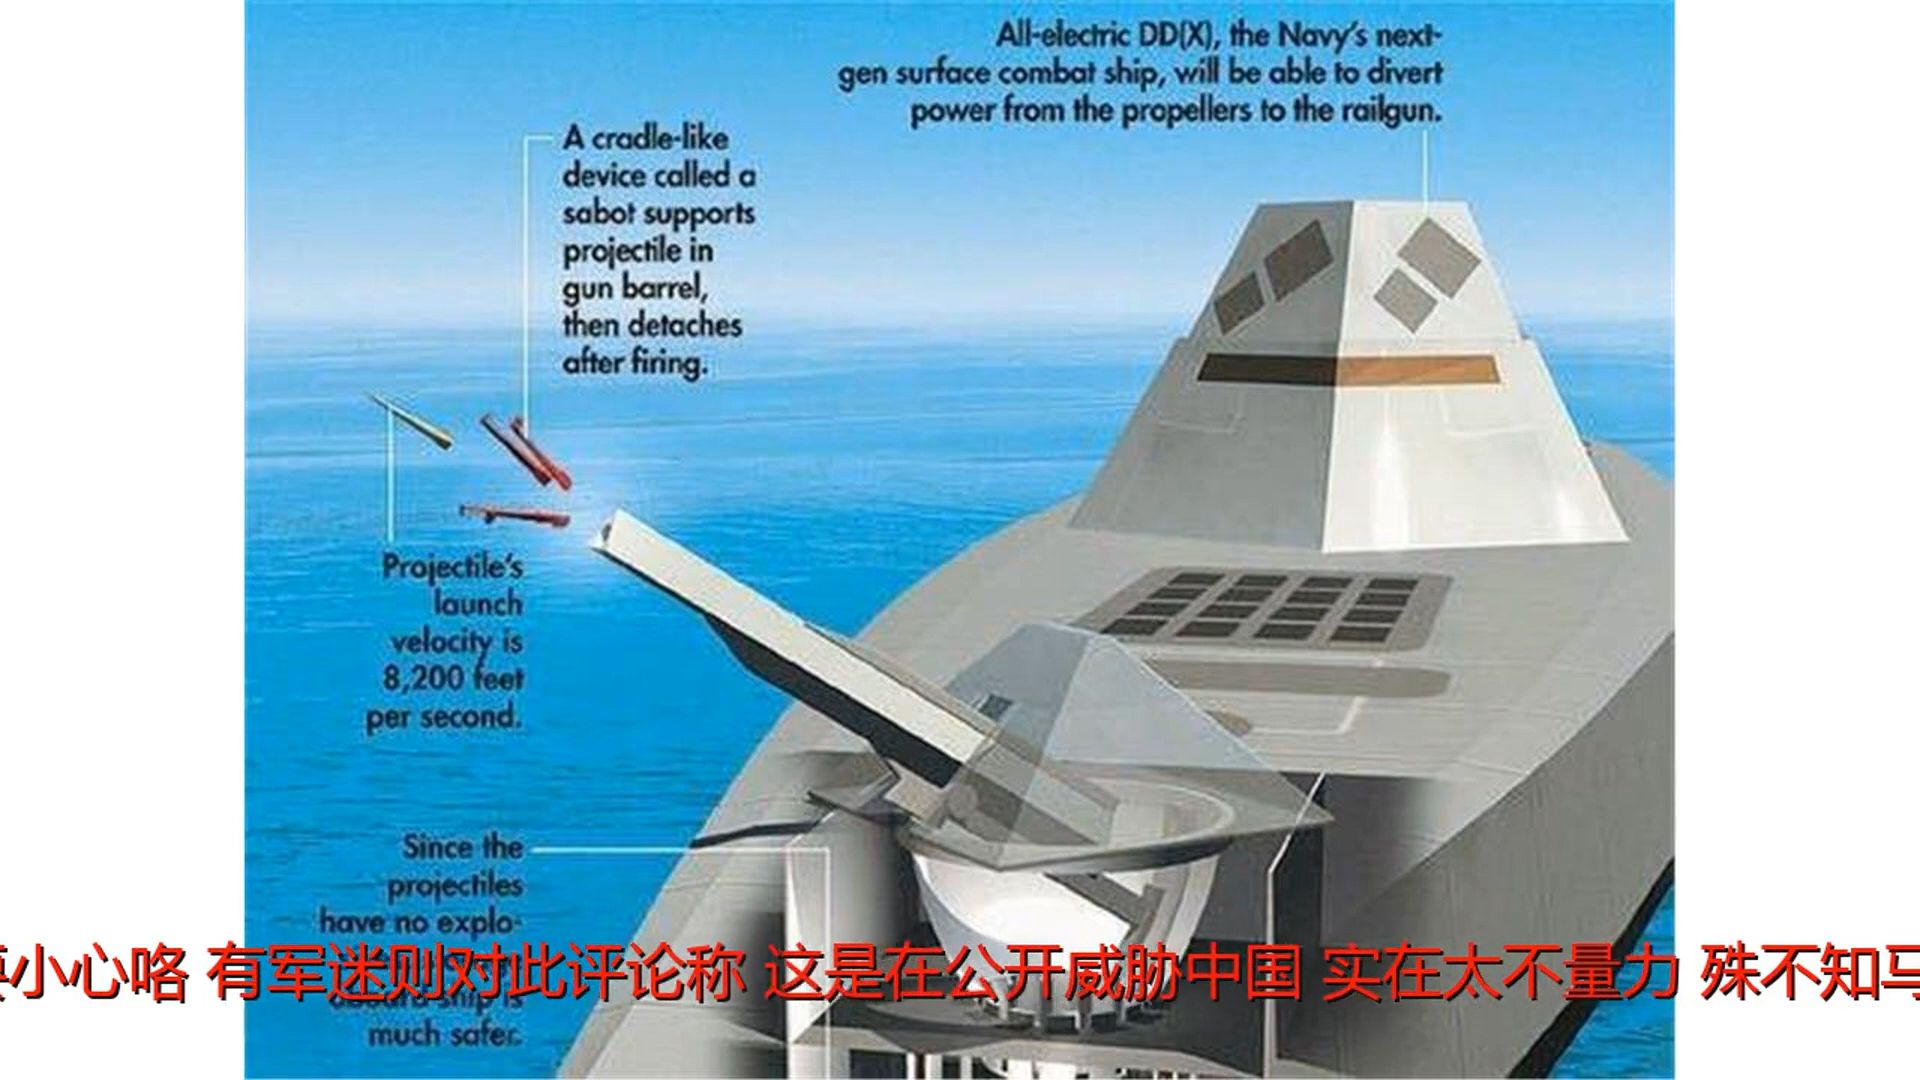 All-electric DD(X), the Navy's next-
gen surface combat ship, will be able to divert
power from the propellers to the railgun.
A cradle-like
device called a
sabot supports
projectile in
gun barrel,
then detaches
after firing.
Projectile's
launch
velocity is
8,200 feet
per second.
Since the
projectiles
have no explo-
ship is
much safer.
小心咯 有军迷则对此评论称 这是在公开威胁中国 实在太不量力 殊不知马